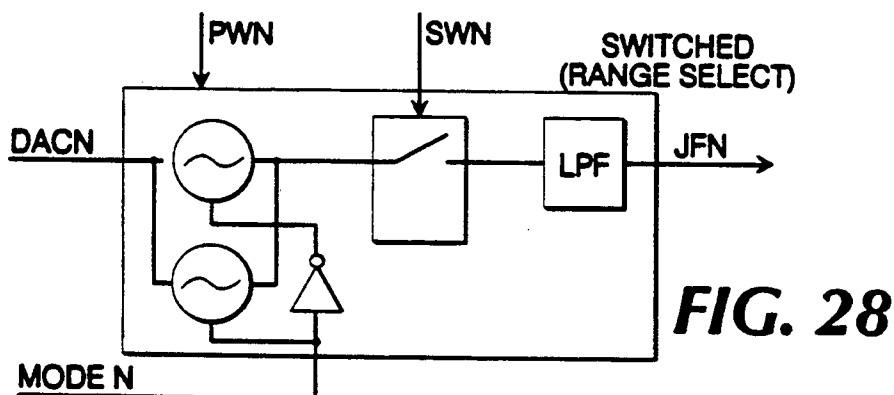 PWN
SWN
SWITCHED
(RANGE SELECT)
DACN
LPF
JFN
FIG. 28
MODE N